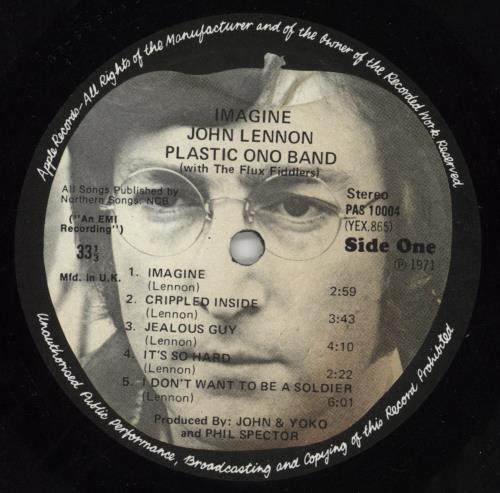 Apple Records-All Rights of the Manufacturer and of the Owner of the Recorded Work Reserved
IMAGINE
JOHN LENNON
PLASTIC ONO BAND
(with The Flux Fiddlers)
All Songs Published by
Northern Songs; NCB
("An EMI
Recording")
33⅓
Mfd. in U.K.
Stereo
PAS 10004
(YEX.865)
Side One
℗ 1971
1. IMAGINE
(Lennon) 2:59
2. CRIPPLED INSIDE
(Lennon) 3:43
3. JEALOUS GUY
(Lennon) 4:10
4. IT'S SO HARD
(Lennon) 2:22
5. I DON'T WANT TO BE A SOLDIER
(Lennon) 6:01
Produced By: JOHN & YOKO
and PHIL SPECTOR
Unauthorised Public Performance, Broadcasting and Copying of this Record Prohibited